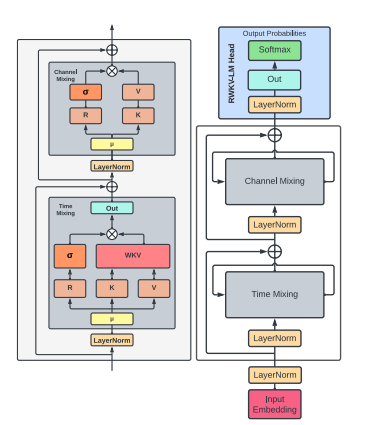 Channel
Mixing
σ
V
R
K
μ
LayerNorm
Time
Mixing
Out
σ
WKV
R
K
V
μ
LayerNorm
RWKV-LM Head
Output Probabilities
Softmax
Out
LayerNorm
Channel Mixing
LayerNorm
Time Mixing
LayerNorm
LayerNorm
Input
Embedding